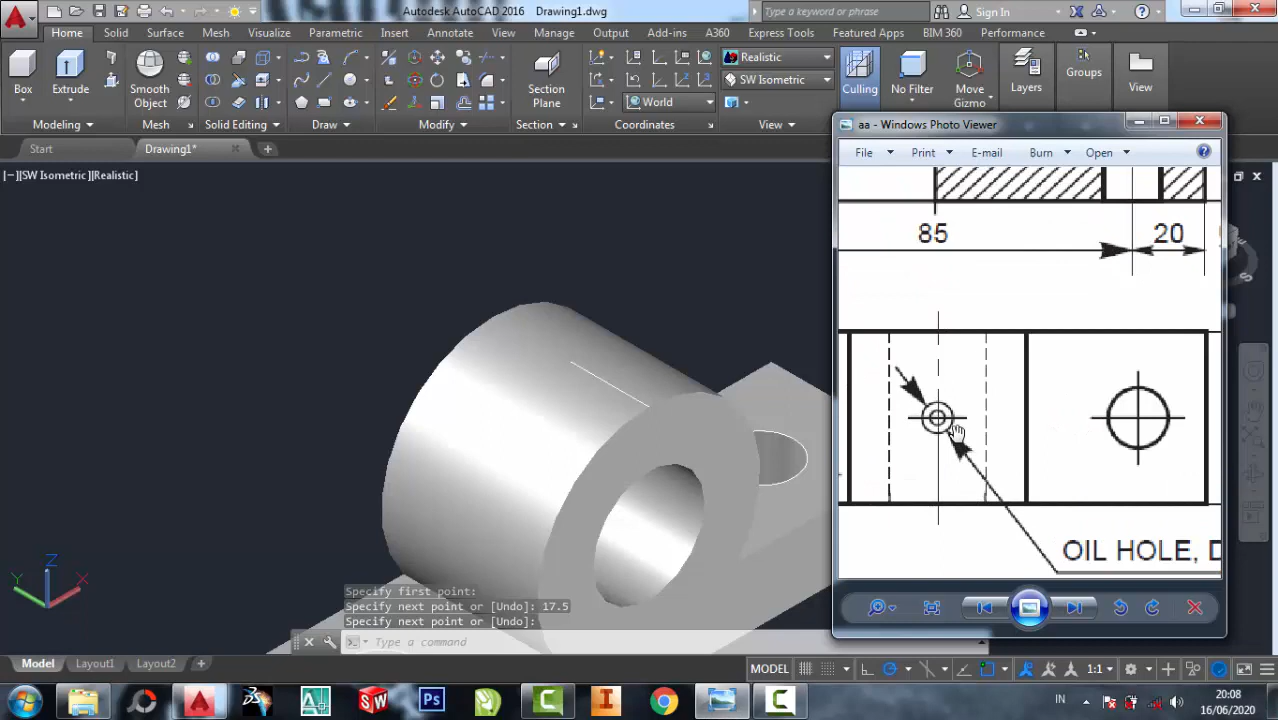 Autodesk AutoCAD 2016 Drawing1.dwg
Type a keyword or phrase
Sign In
Home Solid Surface Mesh Visualize Parametric Insert Annotate View Manage Output Add-ins A360 Express Tools Featured Apps BIM 360 Performance
Realistic
SW Isometric
World
Box Extrude Smooth Object Section Plane Culling No Filter Move Gizmo Layers Groups View
Modeling Mesh Solid Editing Draw Modify Section Coordinates View
Start Drawing1*
[−][SW Isometric][Realistic]
aa - Windows Photo Viewer
File Print E-mail Burn Open
85
20
OIL HOLE, D
Z
Y X
Specify first point:
Specify next point or [Undo]: 17.5
Specify next point or [Undo]:
Type a command
Model Layout1 Layout2
MODEL
1:1
Ps
IN
20:08
16/06/2020